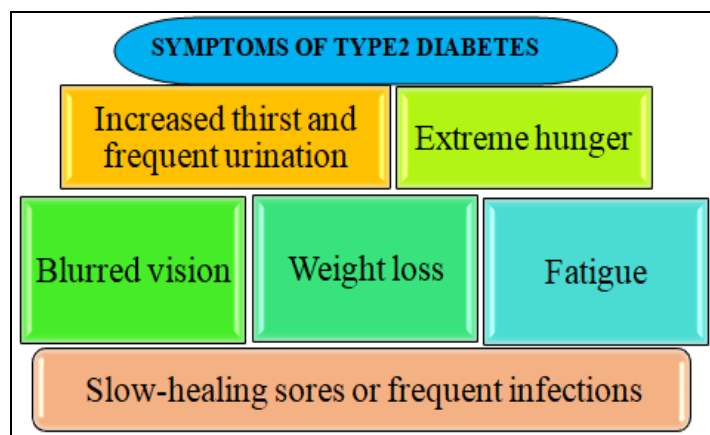 SYMPTOMS OF TYPE2 DIABETES
Increased thirst and
frequent urination
Extreme hunger
Blurred vision
Weight loss
Fatigue
Slow-healing sores or frequent infections